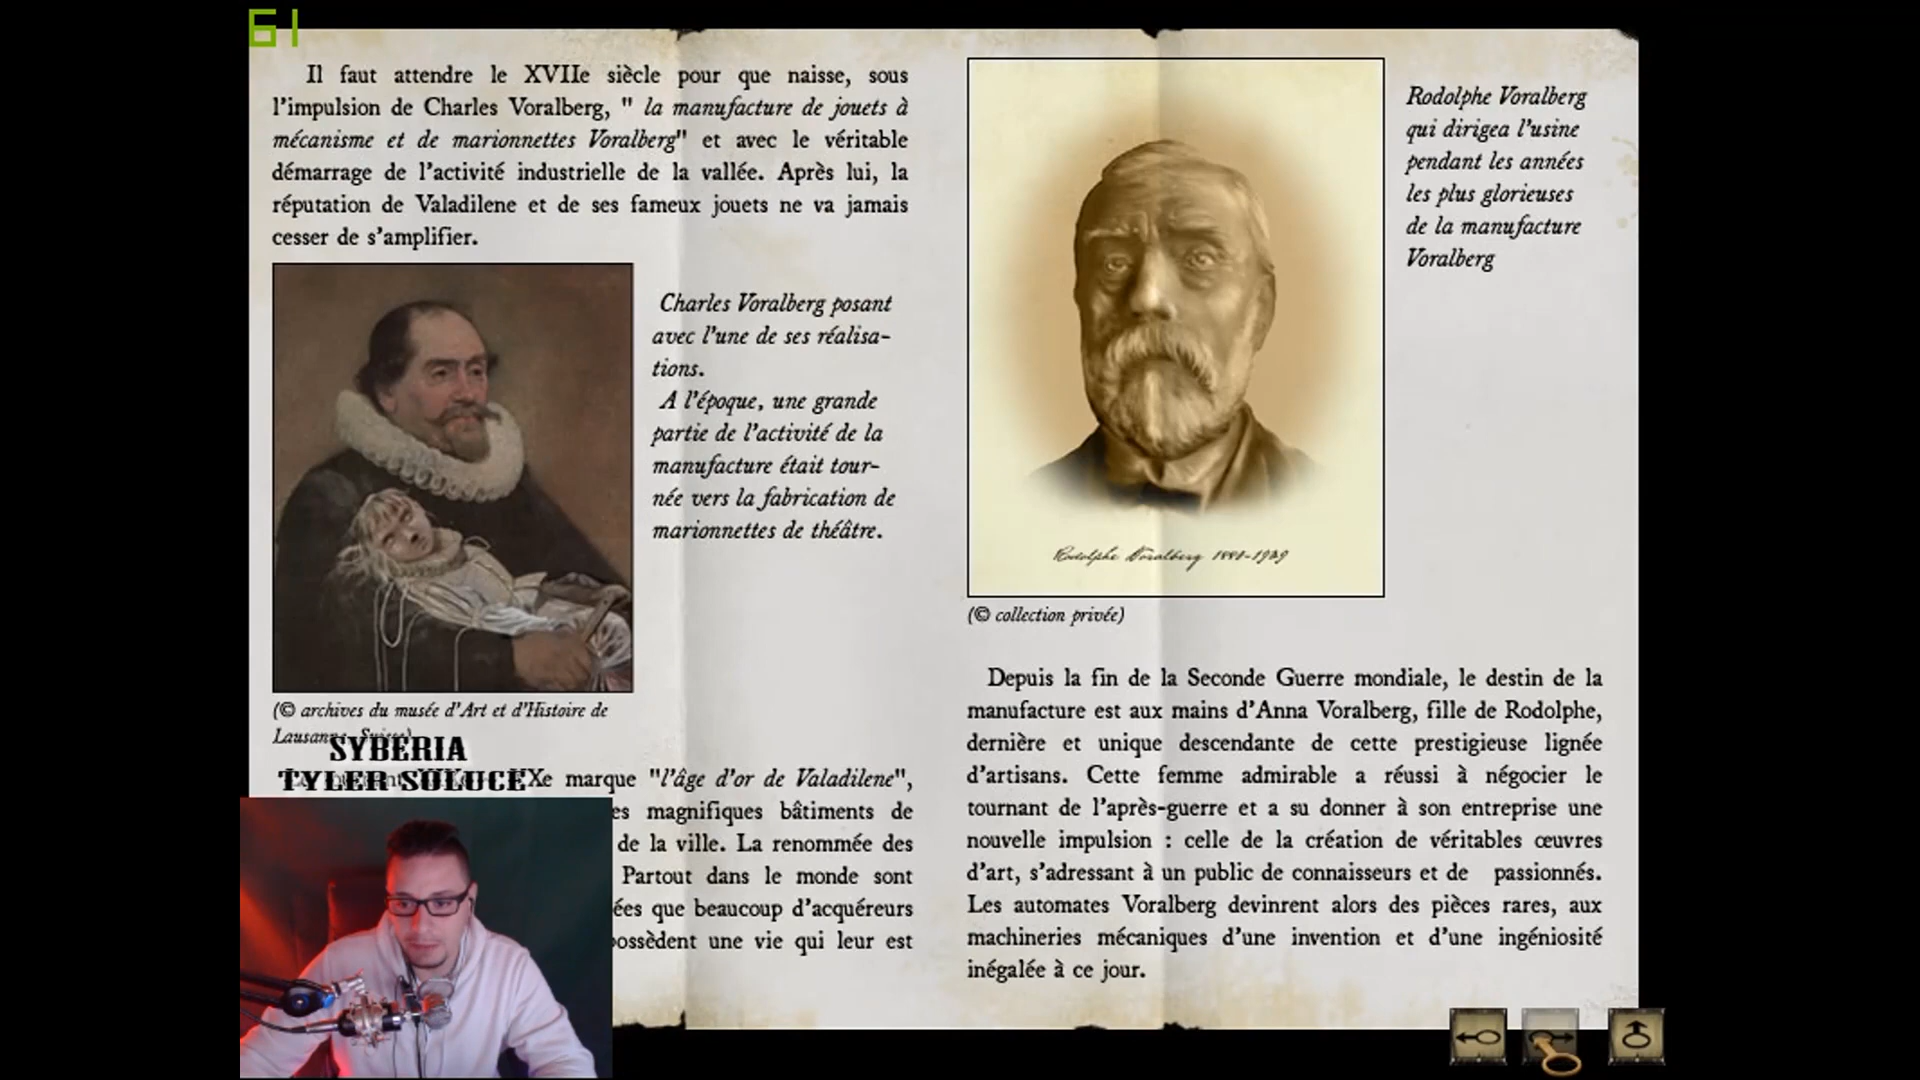 61
Il faut attendre le XVIIe siècle pour que naisse, sous
l'impulsion de Charles Voralberg, " la manufacture de jouets à
mécanisme et de marionnettes Voralberg" et avec le véritable
démarrage de l'activité industrielle de la vallée. Après lui, la
réputation de Valadilene et de ses fameux jouets ne va jamais
cesser de s'amplifier.
Charles Voralberg posant
avec l'une de ses réalisa-
tions.
A l'époque, une grande
partie de l'activité de la
manufacture était tour-
née vers la fabrication de
marionnettes de théâtre.
(© archives du musée d'Art et d'Histoire de
Lausanne, Suisse)
SYBERIA
TYLER SOLUCE
marque "l'âge d'or de Valadilene",
magnifiques bâtiments de
de la ville. La renommée des
Partout dans le monde sont
que beaucoup d'acquéreurs
possèdent une vie qui leur est
Rodolphe Voralberg
qui dirigea l'usine
pendant les années
les plus glorieuses
de la manufacture
Voralberg
Rodolphe Voralberg
(© collection privée)
Depuis la fin de la Seconde Guerre mondiale, le destin de la
manufacture est aux mains d'Anna Voralberg, fille de Rodolphe,
dernière et unique descendante de cette prestigieuse lignée
d'artisans. Cette femme admirable a réussi à négocier le
tournant de l'après-guerre et a su donner à son entreprise une
nouvelle impulsion : celle de la création de véritables œuvres
d'art, s'adressant à un public de connaisseurs et de passionnés.
Les automates Voralberg devinrent alors des pièces rares, aux
machineries mécaniques d'une invention et d'une ingéniosité
inégalée à ce jour.